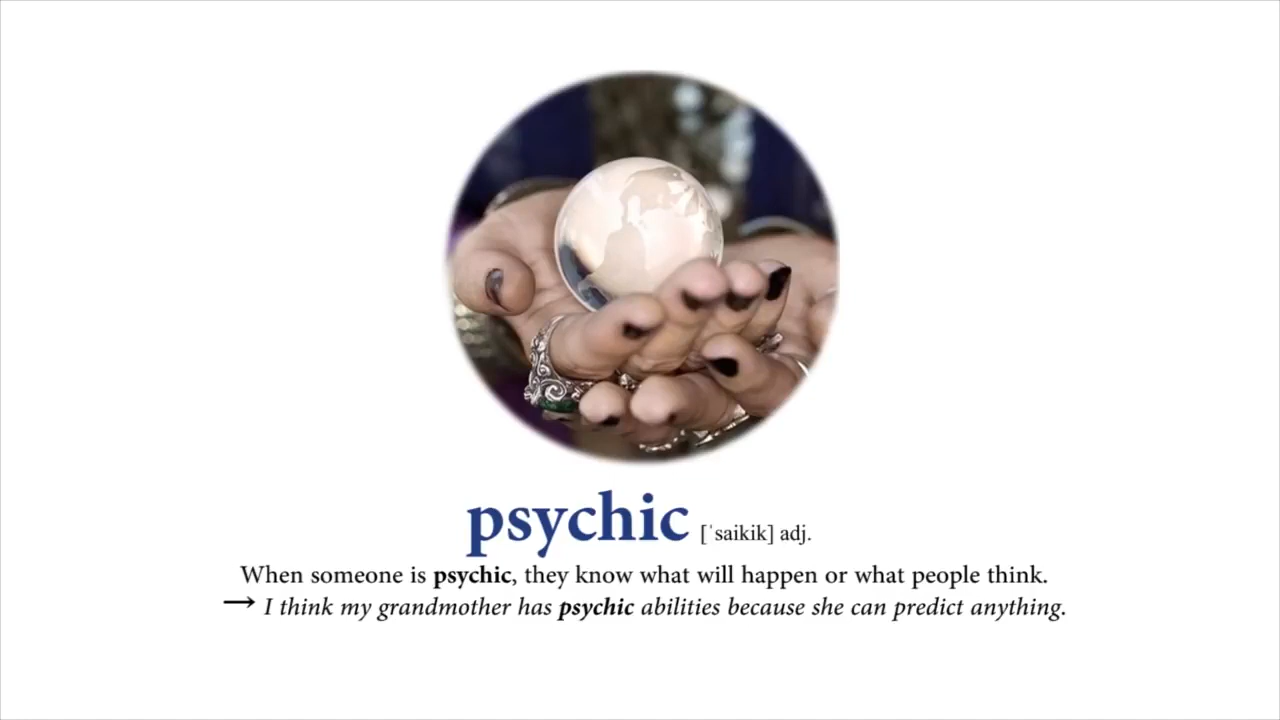 psychic [ˈsaikik] adj.
When someone is psychic, they know what will happen or what people think.
→ I think my grandmother has psychic abilities because she can predict anything.